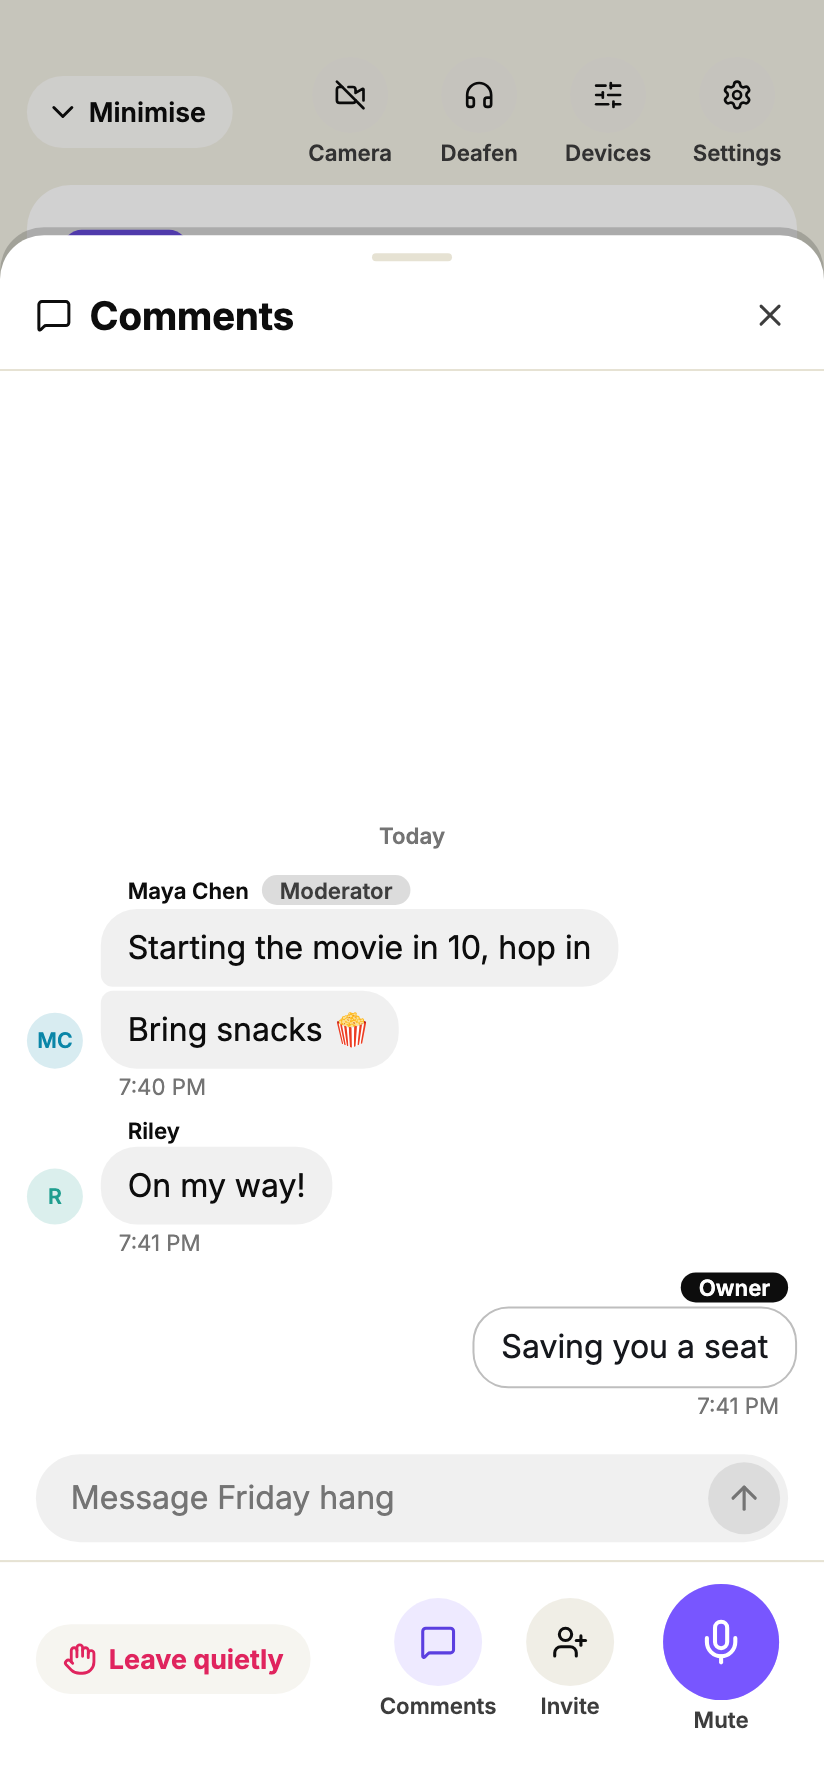 Minimise
Camera
Deafen
Devices
Settings
Comments
Today
Maya Chen Moderator
Starting the movie in 10, hop in
MC
Bring snacks 🍿
7:40 PM
Riley
R
On my way!
7:41 PM
Owner
Saving you a seat
7:41 PM
Message Friday hang
Leave quietly
Comments
Invite
Mute